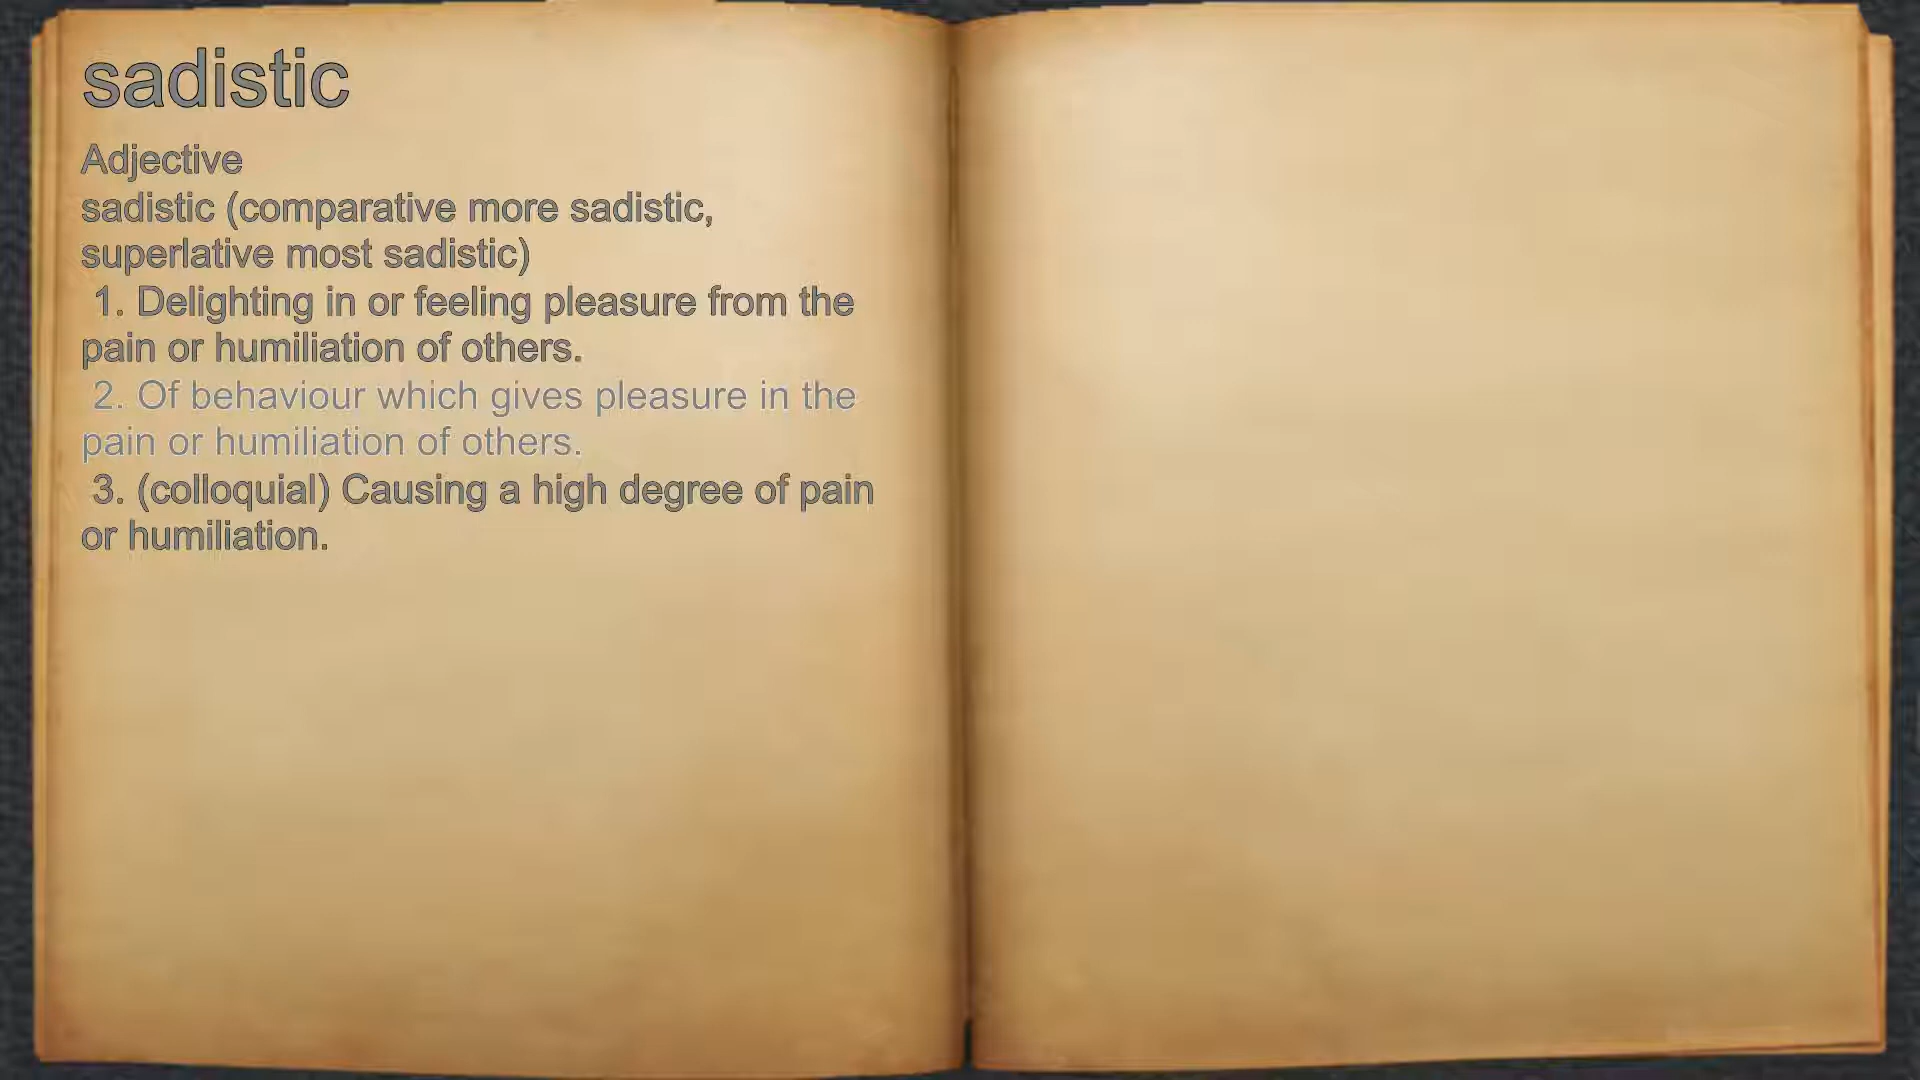 sadistic
Adjective
sadistic (comparative more sadistic,
superlative most sadistic)
1. Delighting in or feeling pleasure from the
pain or humiliation of others.
2. Of behaviour which gives pleasure in the
pain or humiliation of others.
3. (colloquial) Causing a high degree of pain
or humiliation.